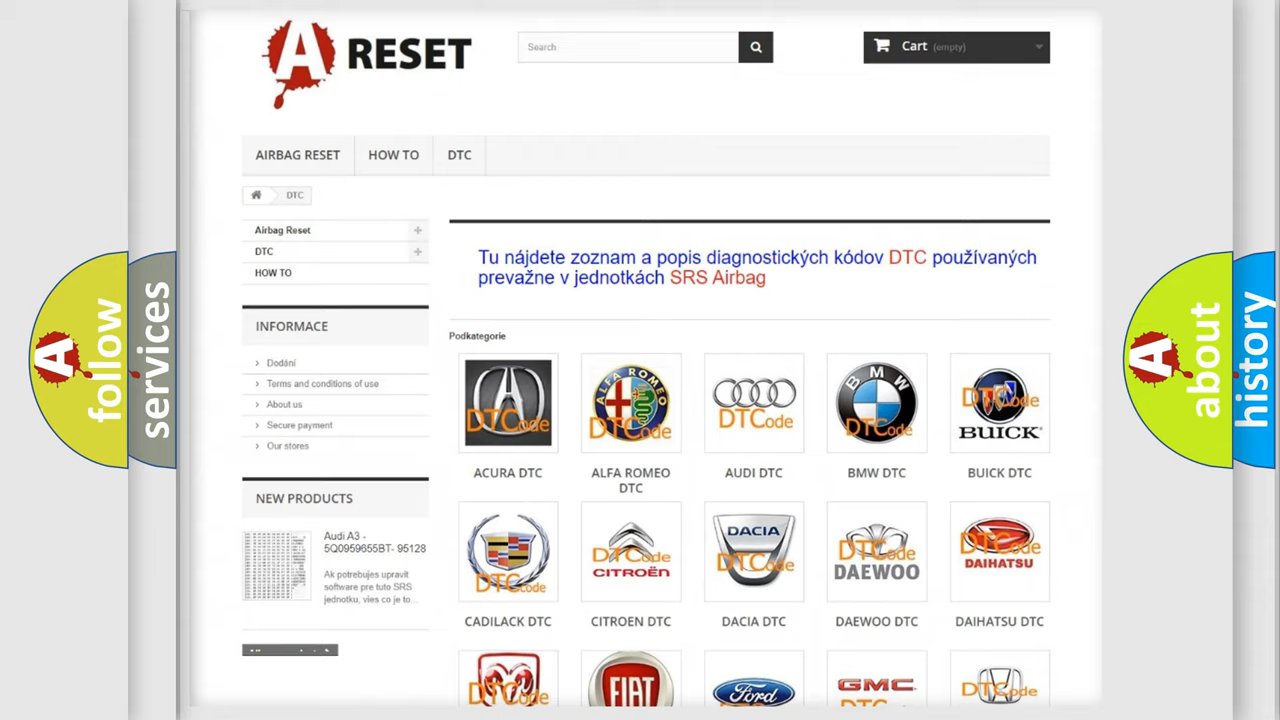 A RESET
Search
Cart (empty)
AIRBAG RESET
HOW TO
DTC
DTC
Airbag Reset
DTC
HOW TO
Tu nájdete zoznam a popis diagnostických kódov DTC používaných
prevažne v jednotkách SRS Airbag
INFORMACE
Dodání
Terms and conditions of use
About us
Secure payment
Our stores
NEW PRODUCTS
Audi A3 -
5Q0959655BT- 95128
Ak potrebujes upravit
software pre tuto SRS
jednotku, vies co je to...
Podkategorie
DTCode
ALFA ROMEO
DTCode
DTCode
BMW
DTCode
DTCode
BUICK
ACURA DTC
ALFA ROMEO
DTC
AUDI DTC
BMW DTC
BUICK DTC
DTCode
DTCode
CITROËN
DACIA
DTCode
DTCode
DAEWOO
DTCode
DAIHATSU
CADILACK DTC
CITROEN DTC
DACIA DTC
DAEWOO DTC
DAIHATSU DTC
DTCode
FIAT
Ford
GMC
DTCode
A follow
services
A about
history